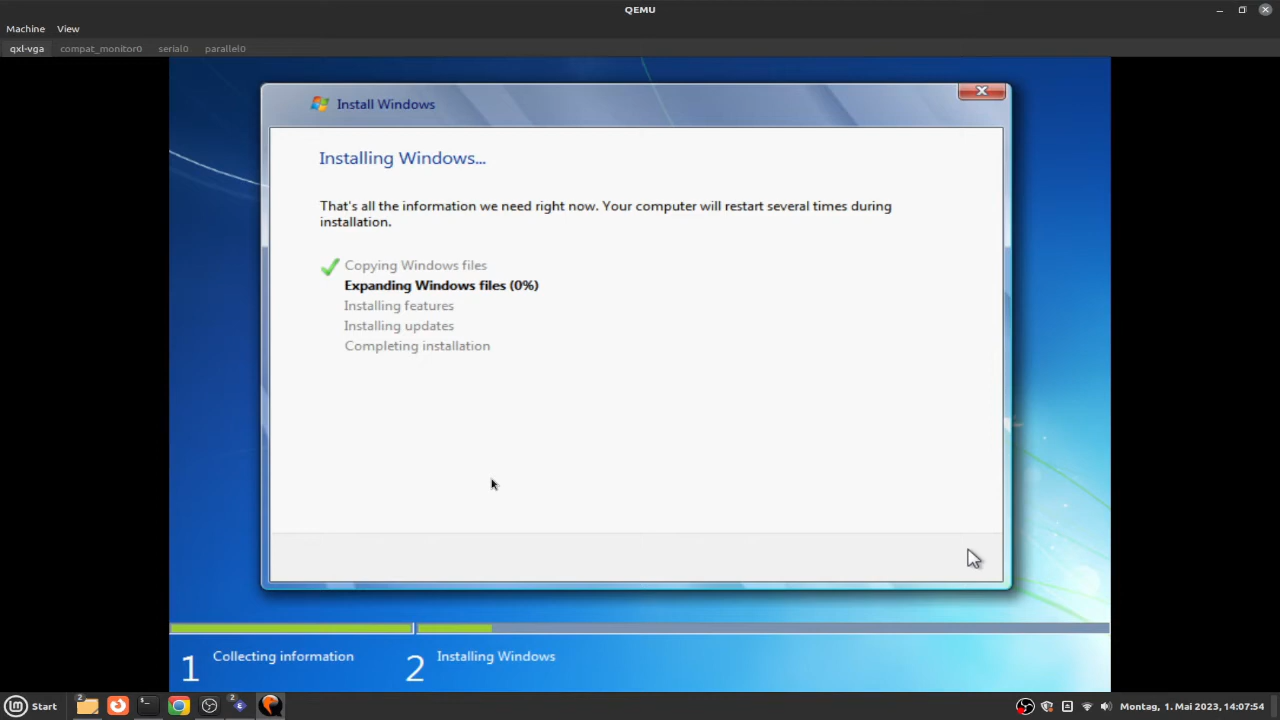 QEMU
Machine View
qxl-vga compat_monitor0 serial0 parallel0
Install Windows
Installing Windows...
That's all the information we need right now. Your computer will restart several times during
installation.
Copying Windows files
Expanding Windows files (0%)
Installing features
Installing updates
Completing installation
1 Collecting information 2 Installing Windows
Start 2 2 Montag, 1. Mai 2023, 14:07:54